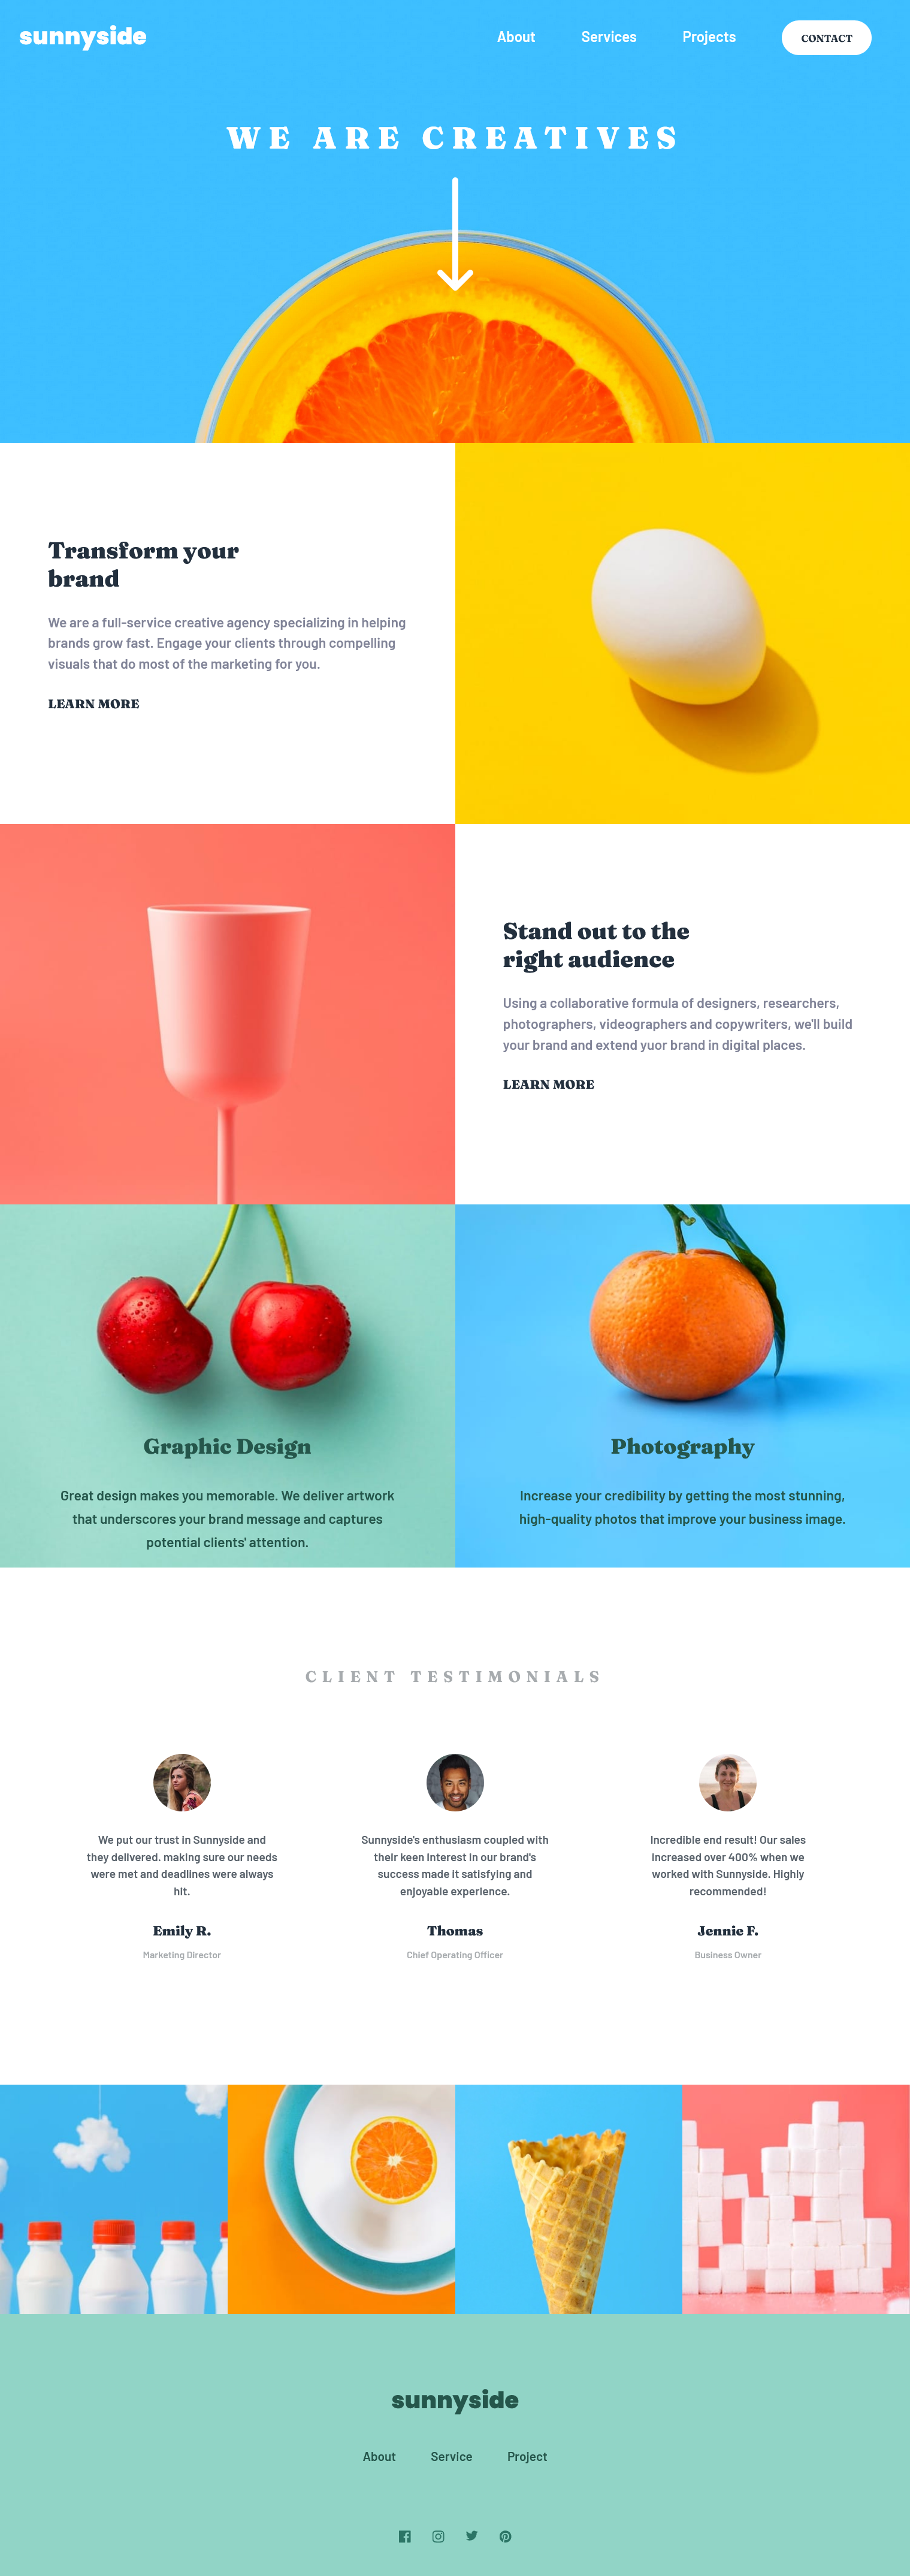 sunnyside
About Services Projects CONTACT
WE ARE CREATIVES
Transform your
brand
We are a full-service creative agency specializing in helping
brands grow fast. Engage your clients through compelling
visuals that do most of the marketing for you.
LEARN MORE
Stand out to the
right audience
Using a collaborative formula of designers, researchers,
photographers, videographers and copywriters, we'll build
your brand and extend yuor brand in digital places.
LEARN MORE
Graphic Design
Great design makes you memorable. We deliver artwork
that underscores your brand message and captures
potential clients' attention.
Photography
Increase your credibility by getting the most stunning,
high-quality photos that improve your business image.
CLIENT TESTIMONIALS
We put our trust in Sunnyside and
they delivered. making sure our needs
were met and deadlines were always
hit.
Emily R.
Marketing Director
Sunnyside's enthusiasm coupled with
their keen interest in our brand's
success made it satisfying and
enjoyable experience.
Thomas
Chief Operating Officer
Incredible end result! Our sales
increased over 400% when we
worked with Sunnyside. Highly
recommended!
Jennie F.
Business Owner
sunnyside
About Service Project